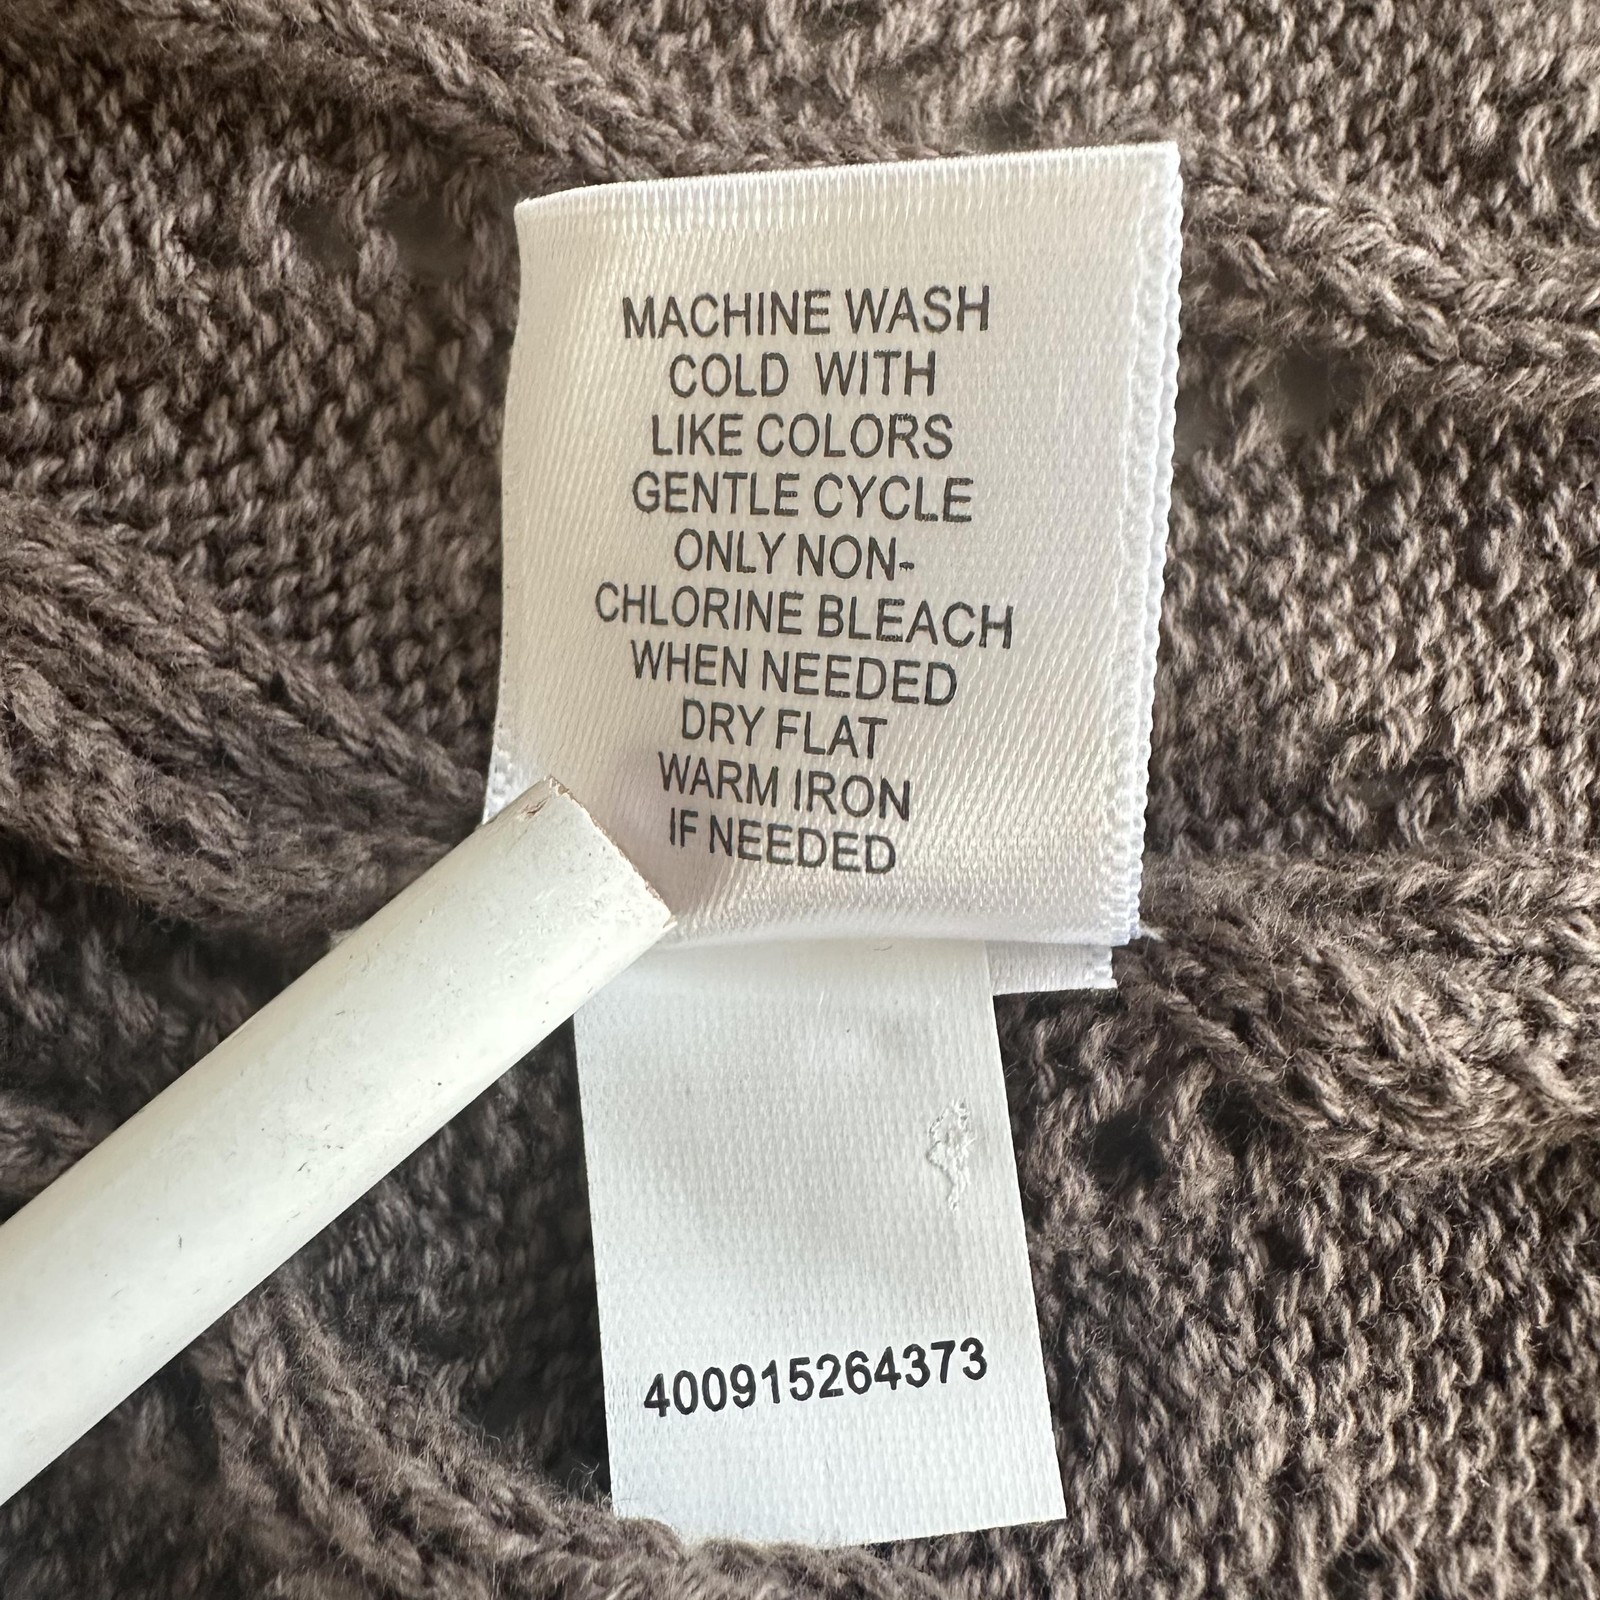 MACHINE WASH
COLD WITH
LIKE COLORS
GENTLE CYCLE
ONLY NON-
CHLORINE BLEACH
WHEN NEEDED
DRY FLAT
WARM IRON
IF NEEDED
400915264373